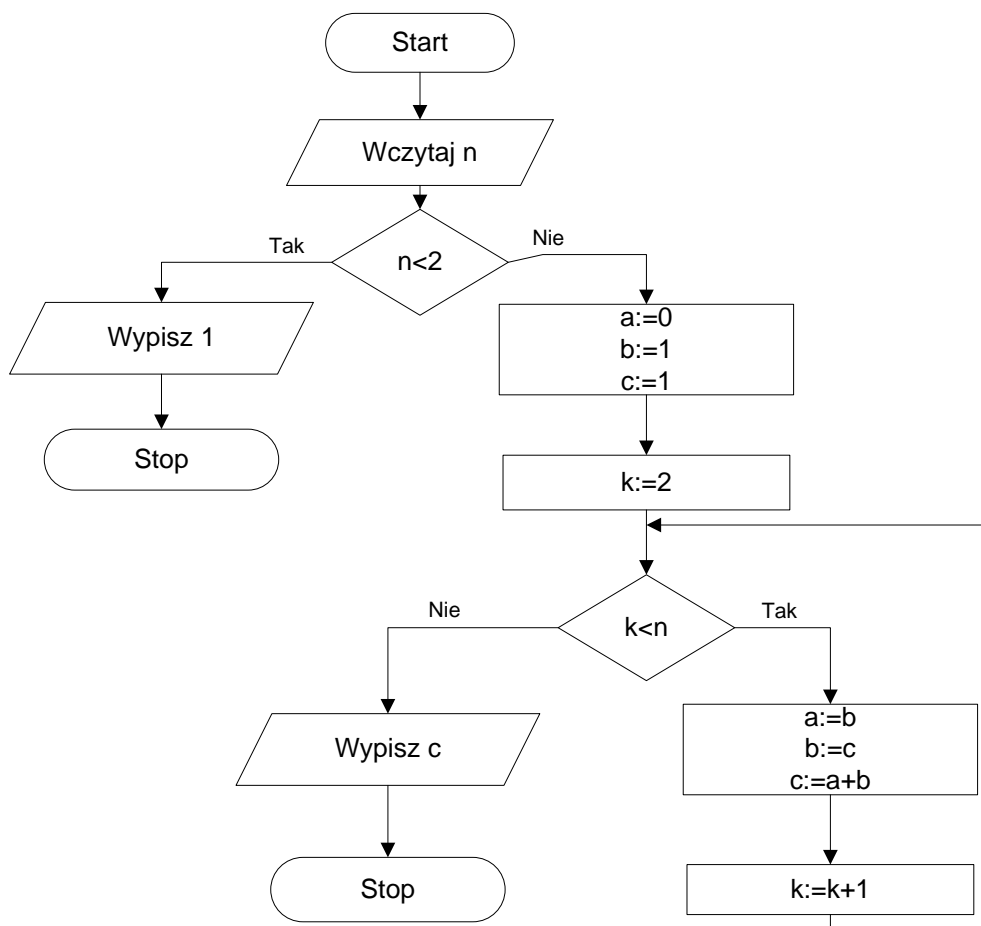 Start
Wczytaj n
n<2
Tak
Nie
Wypisz 1
Stop
a:=0
b:=1
c:=1
k:=2
k<n
Nie
Tak
Wypisz c
Stop
a:=b
b:=c
c:=a+b
k:=k+1